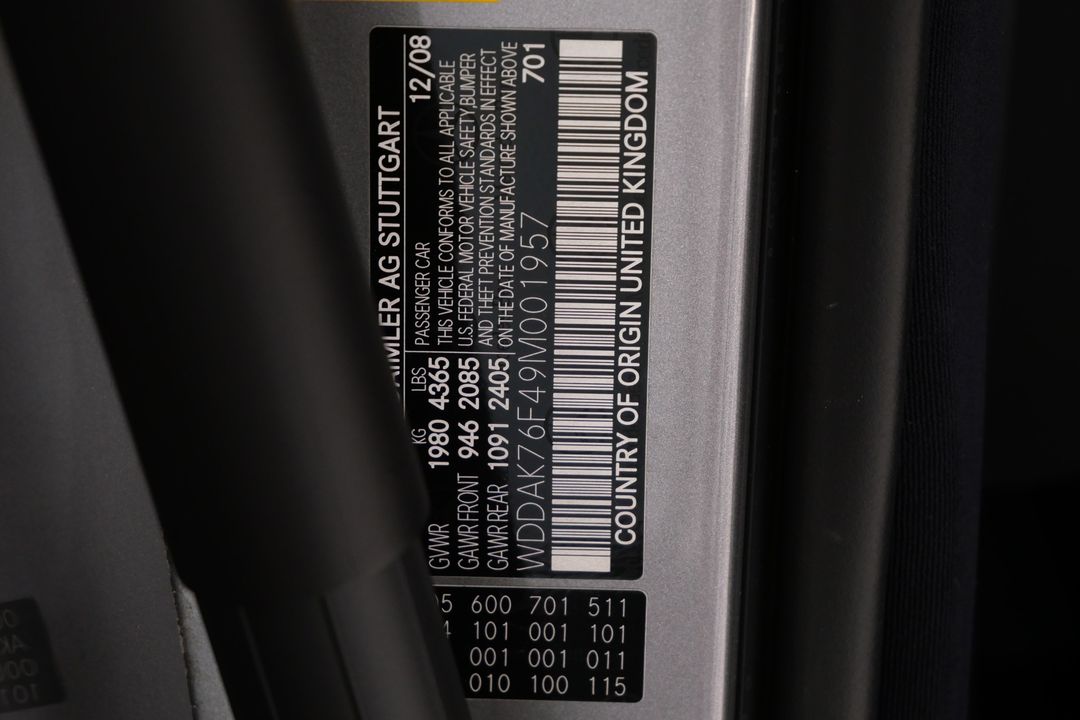 AIMLER AG STUTTGART
12/08
KG LBS
GVWR 1980 4365
GAWR FRONT 946 2085
GAWR REAR 1091 2405
PASSENGER CAR
THIS VEHICLE CONFORMS TO ALL APPLICABLE
U.S. FEDERAL MOTOR VEHICLE SAFETY, BUMPER
AND THEFT PREVENTION STANDARDS IN EFFECT
ON THE DATE OF MANUFACTURE SHOWN ABOVE
WDDAK76F49M001957 701
COUNTRY OF ORIGIN UNITED KINGDOM
05 600 701 511
101 001 101
001 001 011
010 100 115